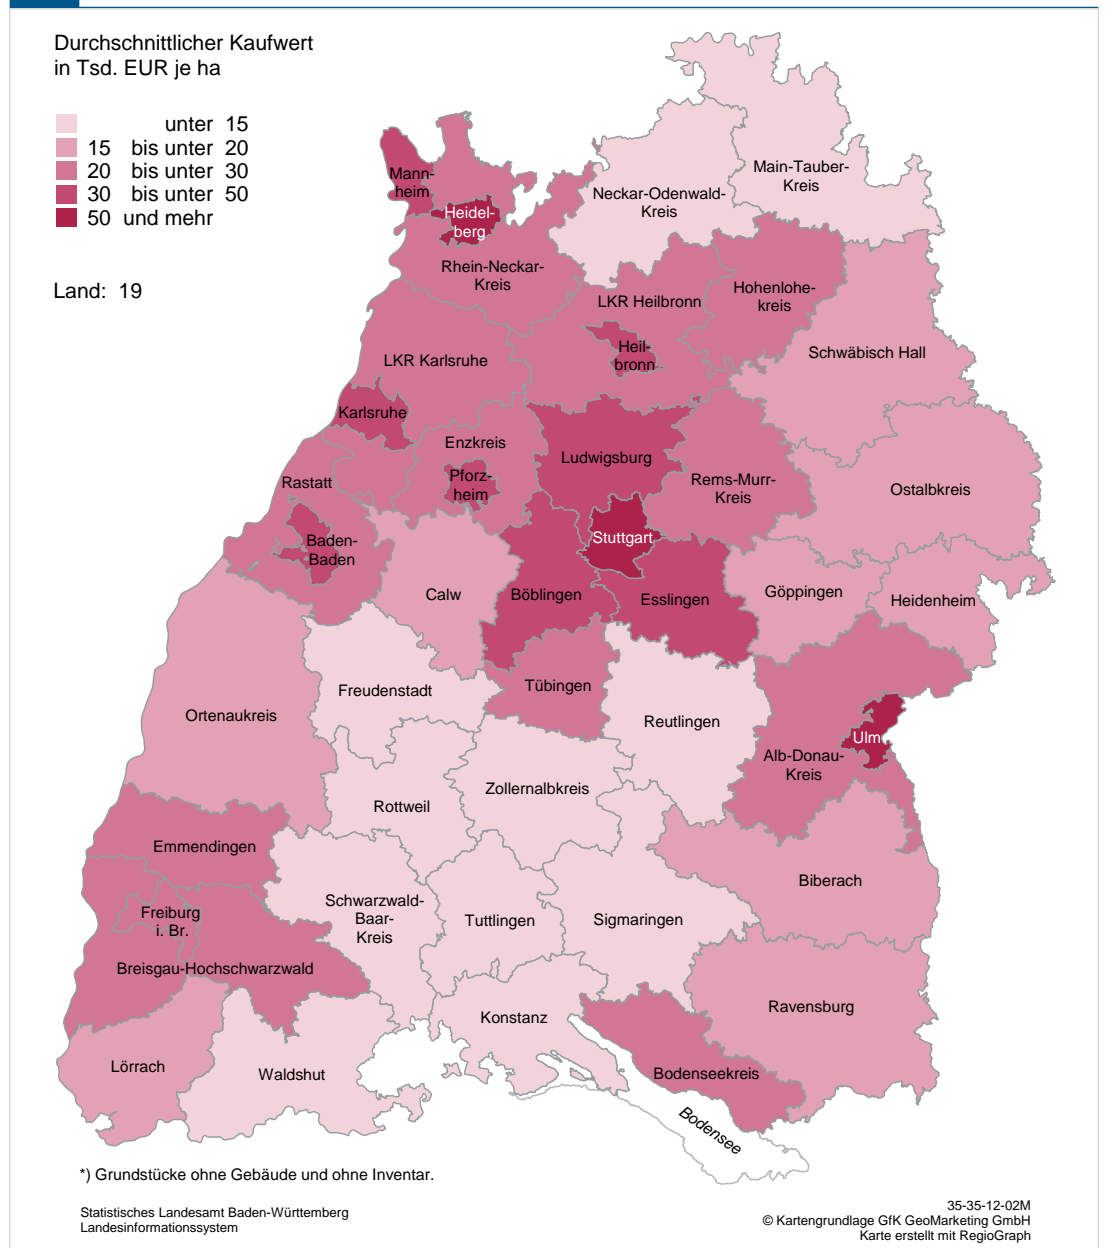 Durchschnittlicher Kaufwert
in Tsd. EUR je ha
unter 15
15 bis unter 20
20 bis unter 30
30 bis unter 50
50 und mehr
Land: 19
Mann-
heim
Heidel-
berg
Rhein-Neckar-
Kreis
Neckar-Odenwald-
Kreis
Main-Tauber-
Kreis
LKR Heilbronn
Heil-
bronn
Hohenlohe-
kreis
Schwäbisch Hall
LKR Karlsruhe
Karlsruhe
Enzkreis
Pforz-
heim
Ludwigsburg
Rems-Murr-
Kreis
Ostalbkreis
Rastatt
Baden-
Baden
Stuttgart
Calw
Böblingen
Esslingen
Göppingen
Heidenheim
Freudenstadt
Tübingen
Reutlingen
Ortenaukreis
Ulm
Alb-Donau-
Kreis
Zollernalbkreis
Rottweil
Emmendingen
Biberach
Freiburg
i. Br.
Schwarzwald-
Baar-
Kreis
Tuttlingen
Sigmaringen
Breisgau-Hochschwarzwald
Ravensburg
Konstanz
Lörrach
Waldshut
Bodenseekreis
Bodensee
*) Grundstücke ohne Gebäude und ohne Inventar.
Statistisches Landesamt Baden-Württemberg
Landesinformationssystem
35-35-12-02M
© Kartengrundlage GfK GeoMarketing GmbH
Karte erstellt mit RegioGraph